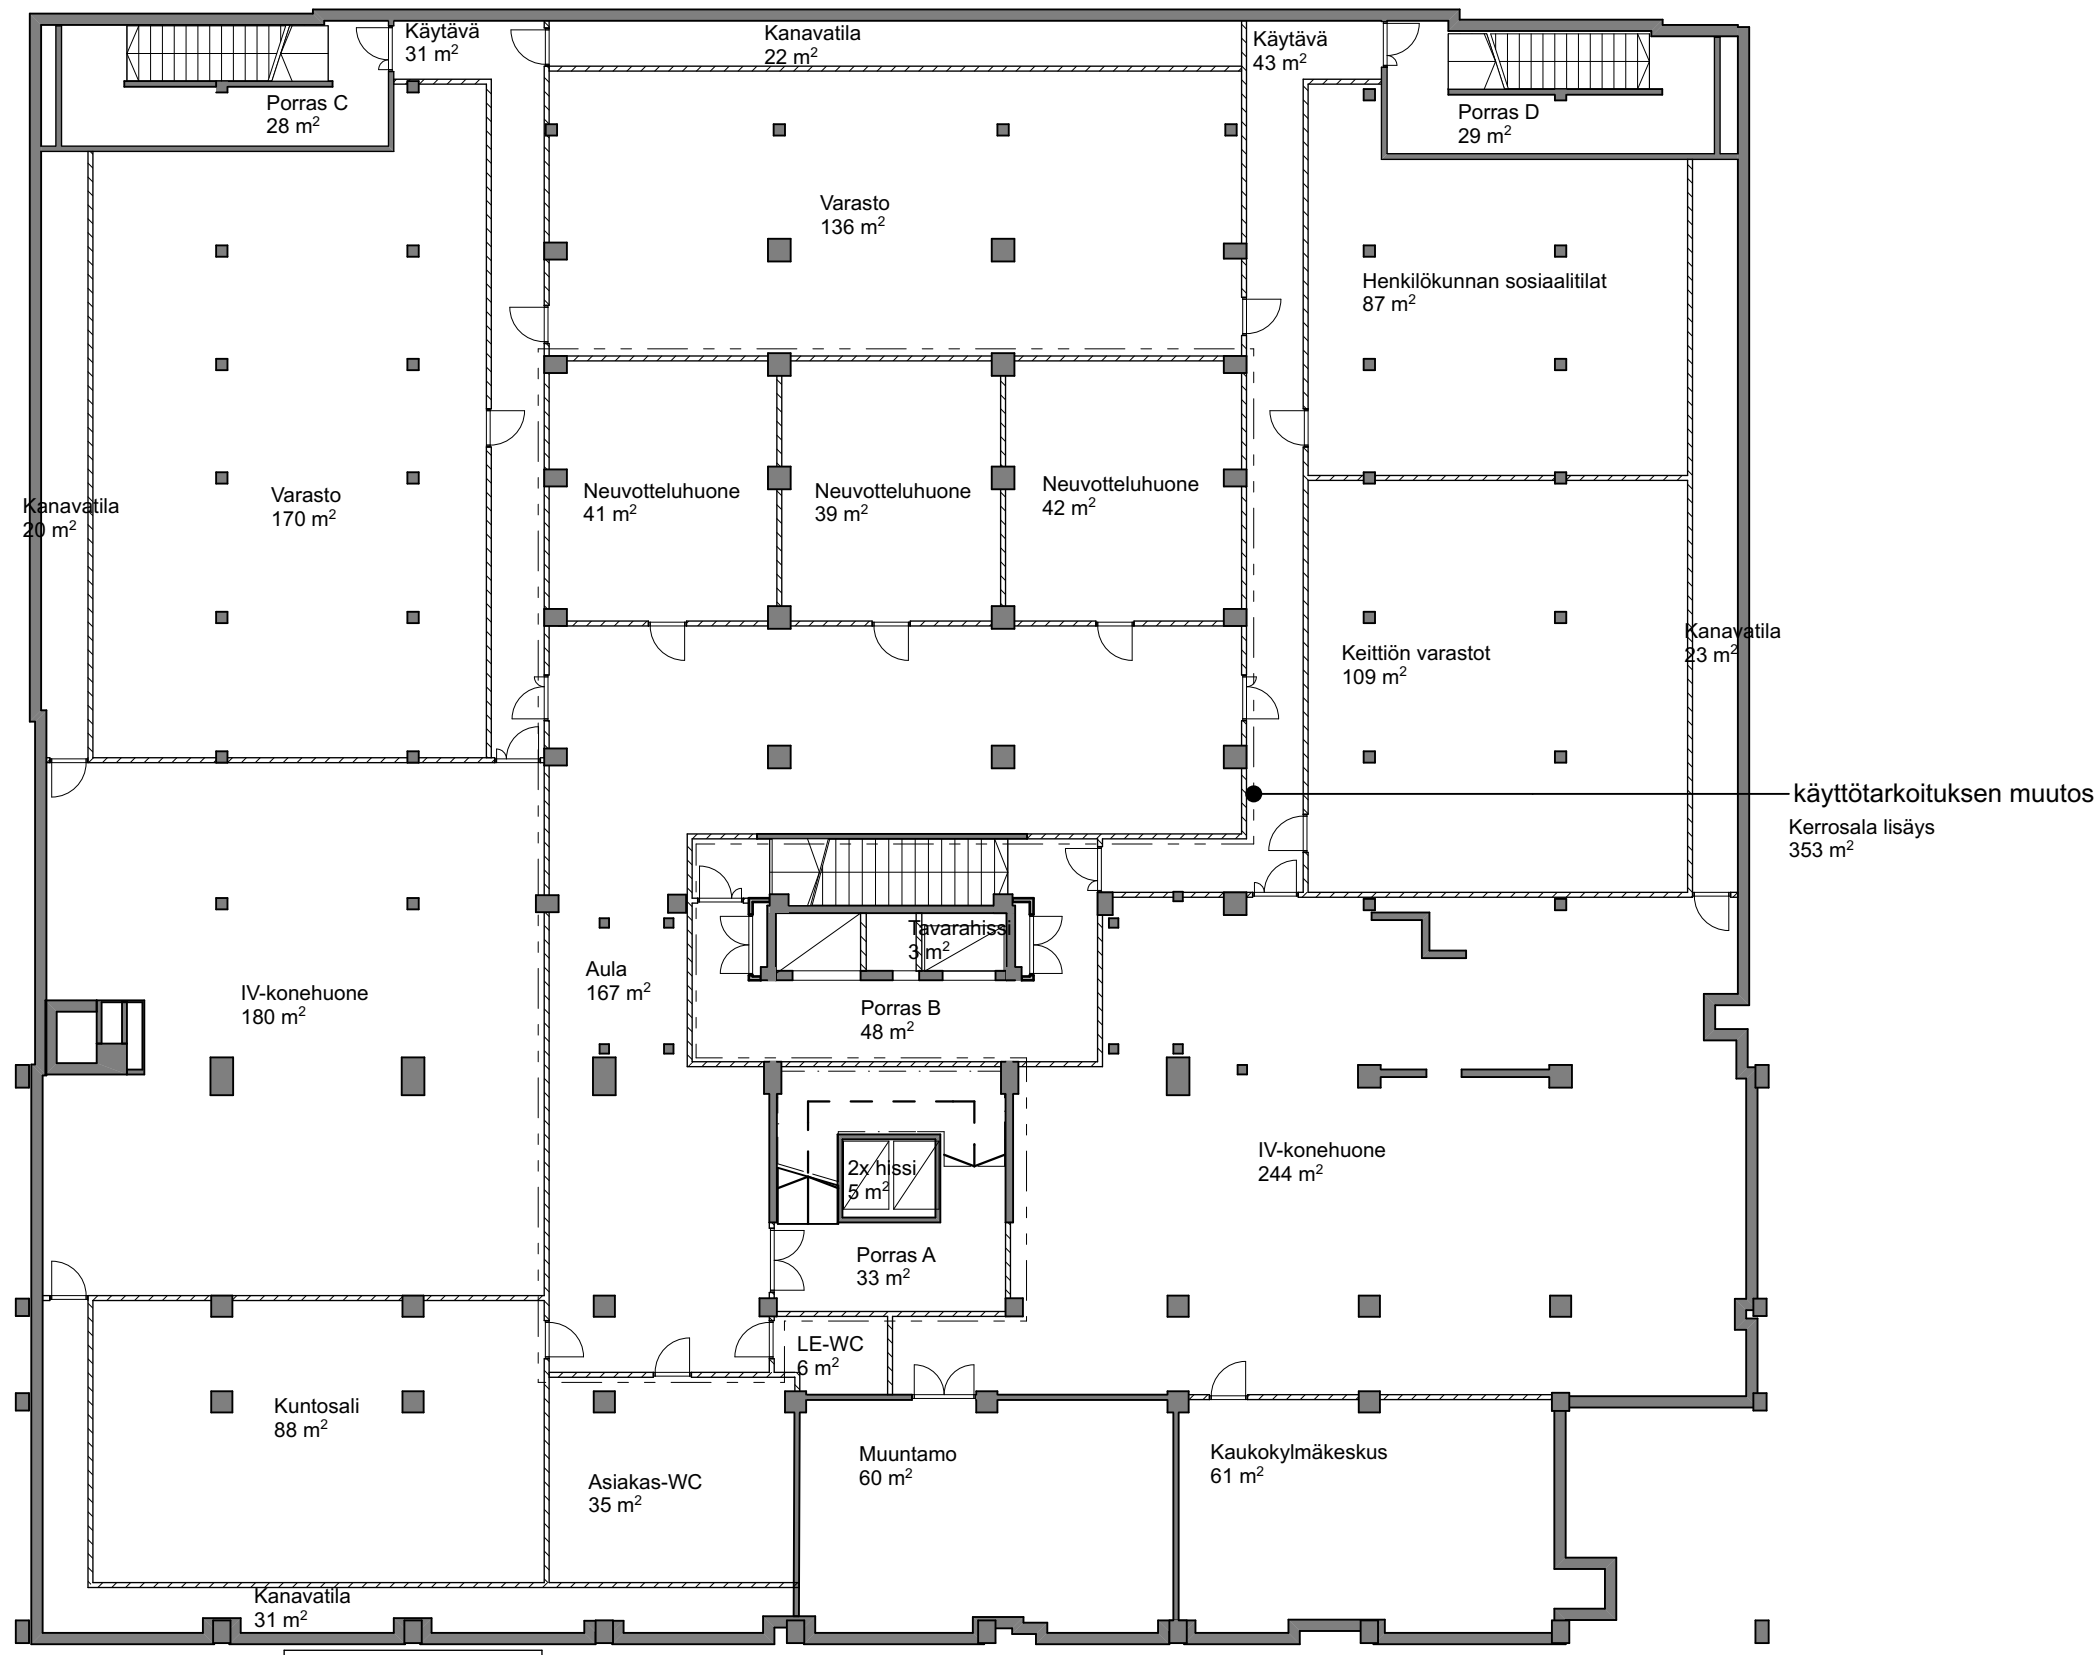 Käytävä
31 m²
Kanavatila
22 m²
Käytävä
43 m²
Porras C
28 m²
Porras D
29 m²
Varasto
136 m²
Henkilökunnan sosiaalitilat
87 m²
Kanavatila
20 m²
Varasto
170 m²
Neuvotteluhuone
41 m²
Neuvotteluhuone
39 m²
Neuvotteluhuone
42 m²
Keittiön varastot
109 m²
Kanavatila
23 m²
käyttötarkoituksen muutos
Kerrosala lisäys
353 m²
Tavarahissi
3 m²
Aula
167 m²
IV-konehuone
180 m²
Porras B
48 m²
IV-konehuone
244 m²
2x hissi
5 m²
Porras A
33 m²
LE-WC
6 m²
Kuntosali
88 m²
Asiakas-WC
35 m²
Muuntamo
60 m²
Kaukokylmäkeskus
61 m²
Kanavatila
31 m²